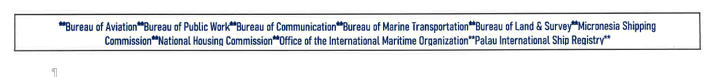 **Bureau of Aviation**Bureau of Public Work**Bureau of Communication**Bureau of Marine Transportation**Bureau of Land & Survey**Micronesia Shipping
Commission**National Housing Commission**Office of the International Maritime Organization**Palau International Ship Registry**
¶